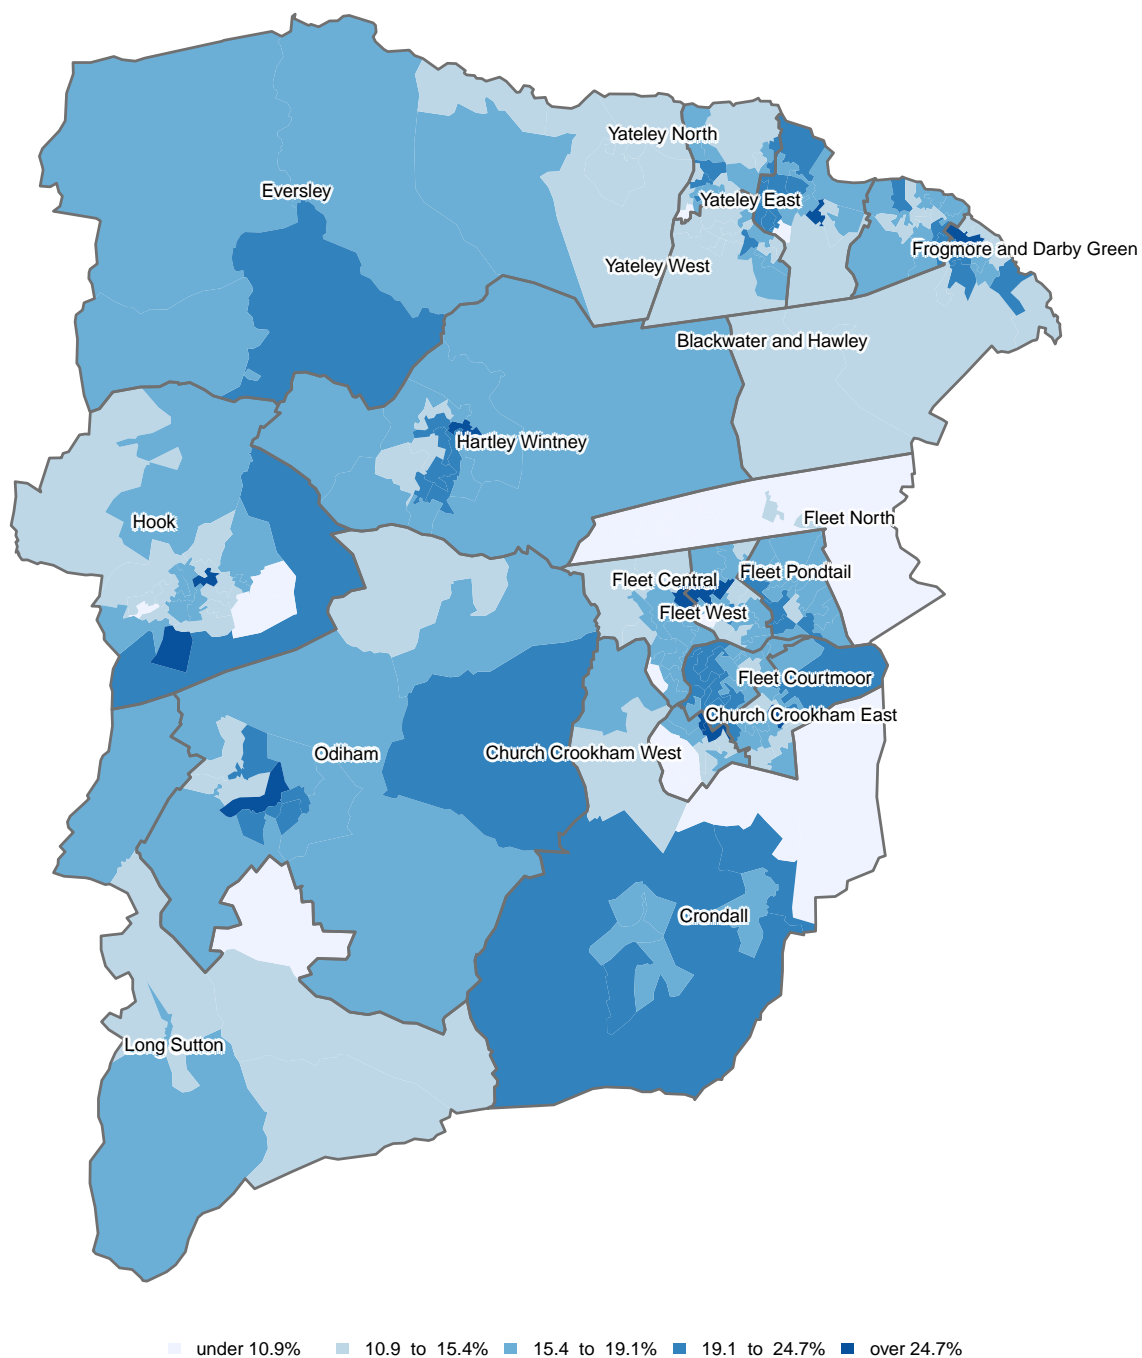 Yateley North
Eversley
Yateley East
Frogmore and Darby Green
Yateley West
Blackwater and Hawley
Hartley Wintney
Hook
Fleet North
Fleet Central
Fleet Pondtail
Fleet West
Fleet Courtmoor
Church Crookham East
Odiham
Church Crookham West
Crondall
Long Sutton
under 10.9% 10.9 to 15.4% 15.4 to 19.1% 19.1 to 24.7% over 24.7%